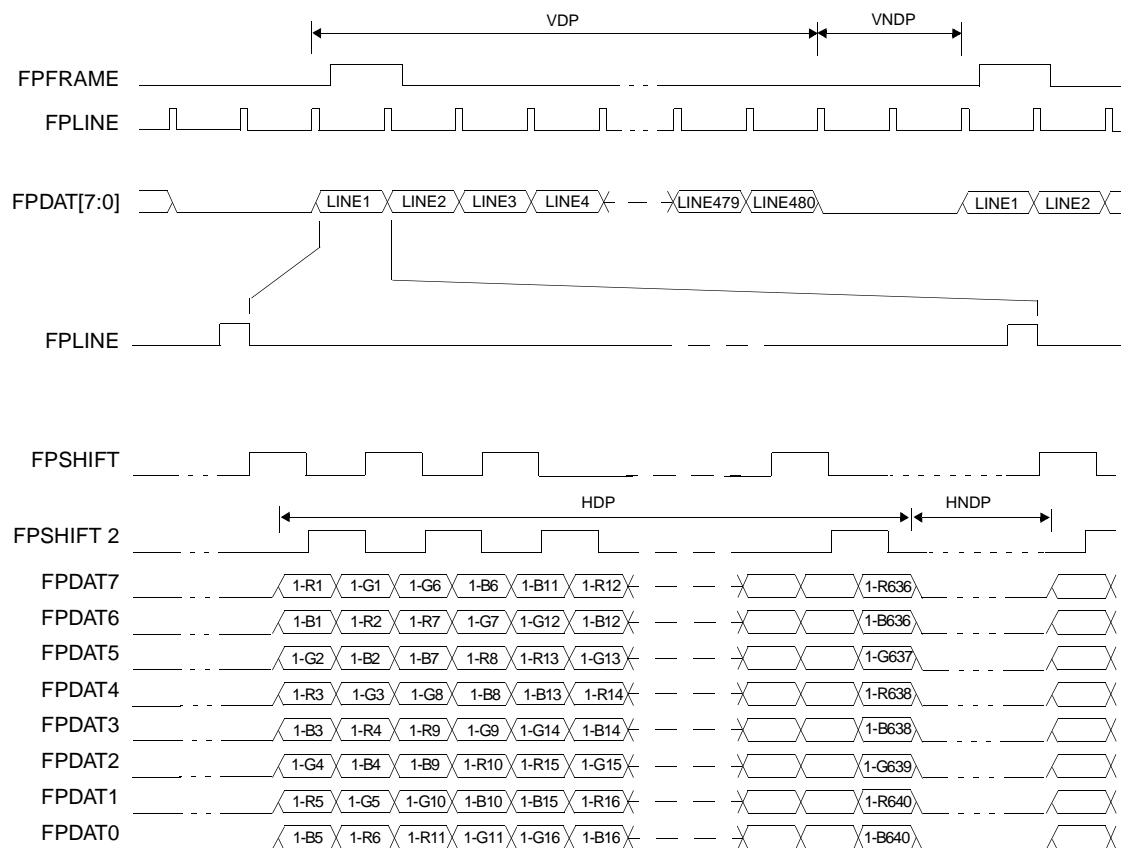 VDP VNDP
FPFRAME
FPLINE
FPDAT[7:0] LINE1 LINE2 LINE3 LINE4 LINE479 LINE480 LINE1 LINE2
FPLINE
FPSHIFT
HDP HNDP
FPSHIFT 2
FPDAT7 1-R1 1-G1 1-G6 1-B6 1-B11 1-R12 1-R636
FPDAT6 1-B1 1-R2 1-R7 1-G7 1-G12 1-B12 1-B636
FPDAT5 1-G2 1-B2 1-B7 1-R8 1-R13 1-G13 1-G637
FPDAT4 1-R3 1-G3 1-G8 1-B8 1-B13 1-R14 1-R638
FPDAT3 1-B3 1-R4 1-R9 1-G9 1-G14 1-B14 1-B638
FPDAT2 1-G4 1-B4 1-B9 1-R10 1-R15 1-G15 1-G639
FPDAT1 1-R5 1-G5 1-G10 1-B10 1-B15 1-R16 1-R640
FPDAT0 1-B5 1-R6 1-R11 1-G11 1-G16 1-B16 1-B640